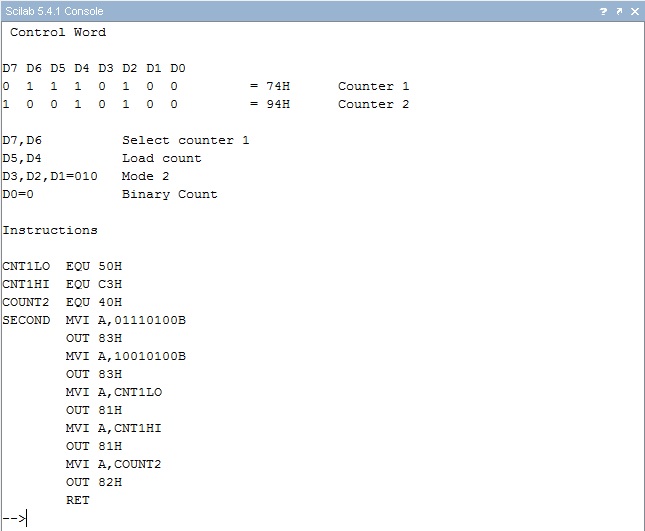 Scilab 5.4.1 Console
Control Word
D7 D6 D5 D4 D3 D2 D1 D0
0 1 1 1 0 1 0 0 = 74H Counter 1
1 0 0 1 0 1 0 0 = 94H Counter 2
D7,D6 Select counter 1
D5,D4 Load count
D3,D2,D1=010 Mode 2
D0=0 Binary Count
Instructions
CNT1LO EQU 50H
CNT1HI EQU C3H
COUNT2 EQU 40H
SECOND MVI A,01110100B
OUT 83H
MVI A,10010100B
OUT 83H
MVI A,CNT1LO
OUT 81H
MVI A,CNT1HI
OUT 81H
MVI A,COUNT2
OUT 82H
RET
-->